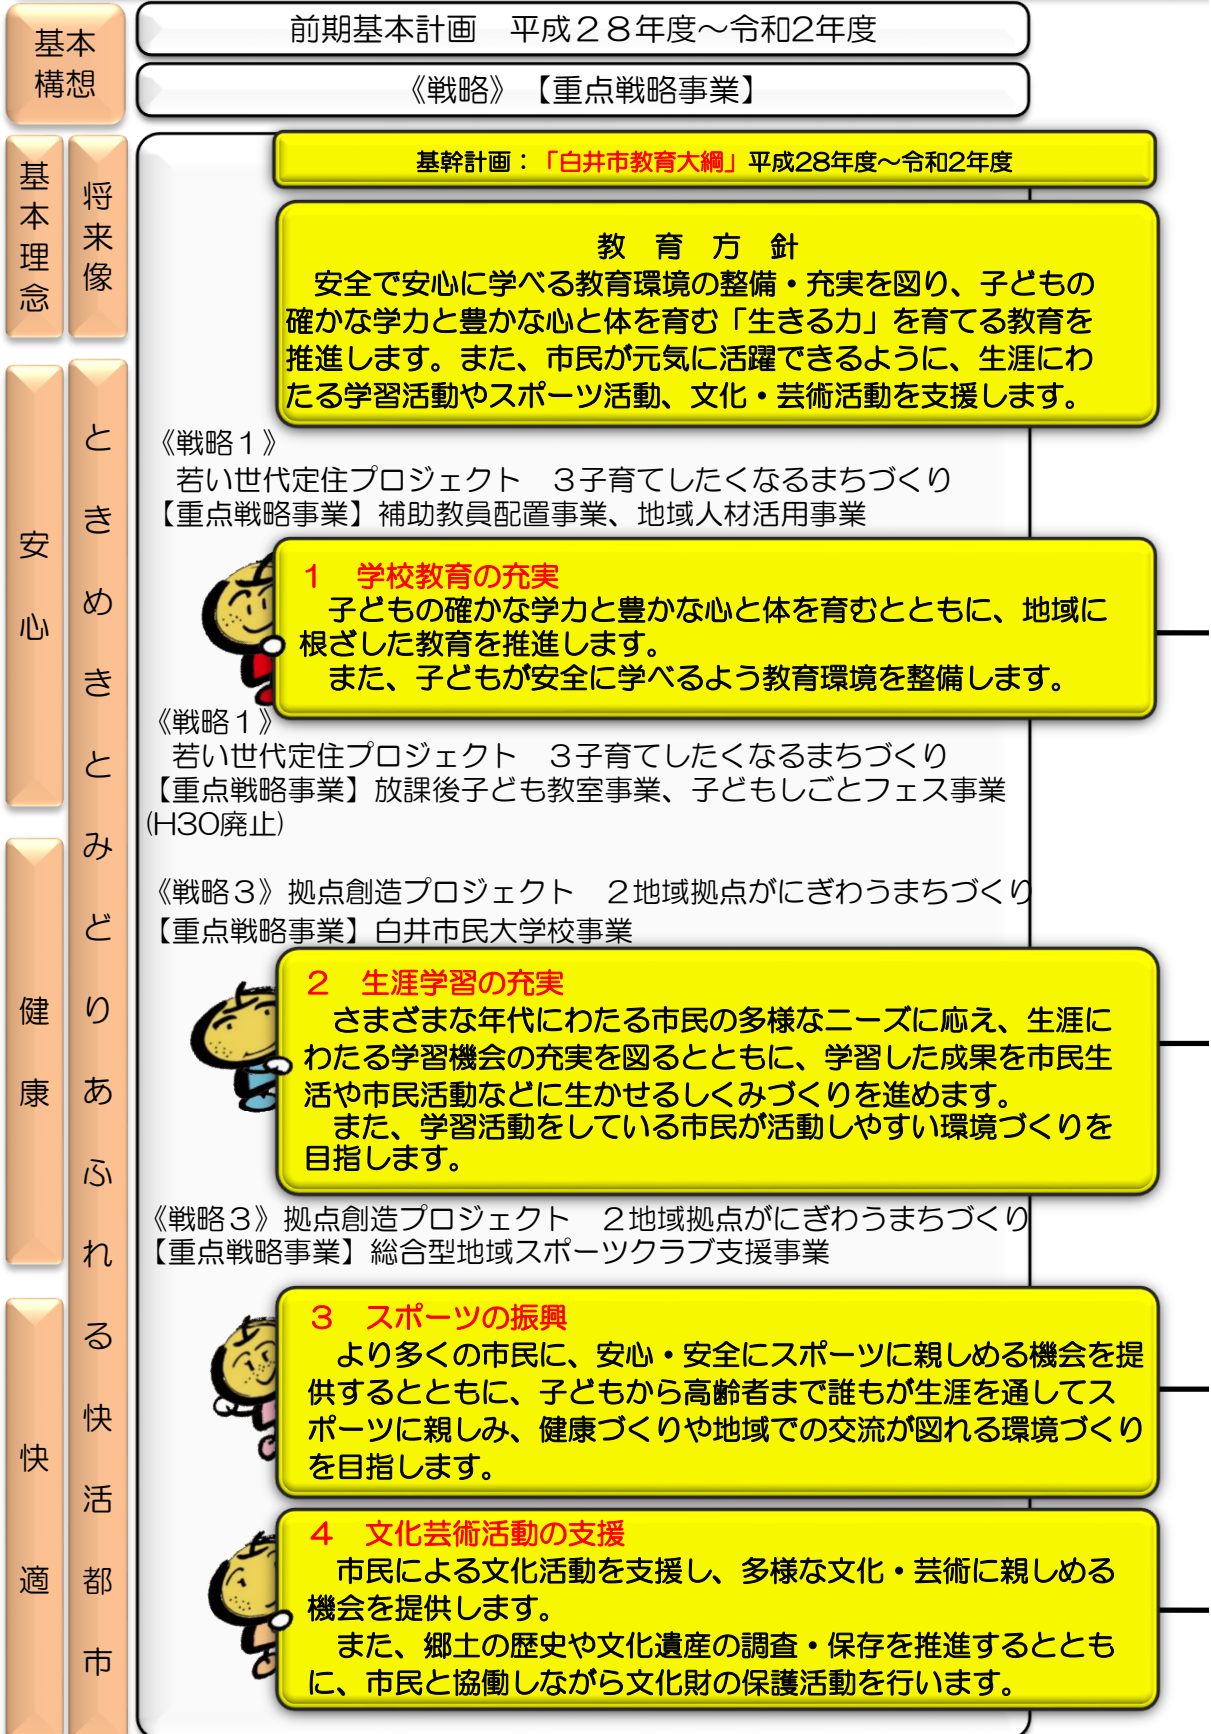 基本
構想
前期基本計画　平成２８年度～令和2年度
《戦略》【重点戦略事業】
基本理念
将来像
安心
健康
快適
ときめきとみどりあふれる快活都市
基幹計画：「白井市教育大綱」平成28年度～令和2年度
教　育　方　針
安全で安心に学べる教育環境の整備・充実を図り、子どもの
確かな学力と豊かな心と体を育む「生きる力」を育てる教育を
推進します。また、市民が元気に活躍できるように、生涯にわ
たる学習活動やスポーツ活動、文化・芸術活動を支援します。
《戦略１》
若い世代定住プロジェクト　３子育てしたくなるまちづくり
【重点戦略事業】補助教員配置事業、地域人材活用事業
１　学校教育の充実
子どもの確かな学力と豊かな心と体を育むとともに、地域に
根ざした教育を推進します。
また、子どもが安全に学べるよう教育環境を整備します。
《戦略１》
若い世代定住プロジェクト　３子育てしたくなるまちづくり
【重点戦略事業】放課後子ども教室事業、子どもしごとフェス事業
(H30廃止)
《戦略３》拠点創造プロジェクト　２地域拠点がにぎわうまちづくり
【重点戦略事業】白井市民大学校事業
２　生涯学習の充実
さまざまな年代にわたる市民の多様なニーズに応え、生涯に
わたる学習機会の充実を図るとともに、学習した成果を市民生
活や市民活動などに生かせるしくみづくりを進めます。
また、学習活動をしている市民が活動しやすい環境づくりを
目指します。
《戦略３》拠点創造プロジェクト　２地域拠点がにぎわうまちづくり
【重点戦略事業】総合型地域スポーツクラブ支援事業
３　スポーツの振興
より多くの市民に、安心・安全にスポーツに親しめる機会を提
供するとともに、子どもから高齢者まで誰もが生涯を通してス
ポーツに親しみ、健康づくりや地域での交流が図れる環境づくり
を目指します。
４　文化芸術活動の支援
市民による文化活動を支援し、多様な文化・芸術に親しめる
機会を提供します。
また、郷土の歴史や文化遺産の調査・保存を推進するととも
に、市民と協働しながら文化財の保護活動を行います。